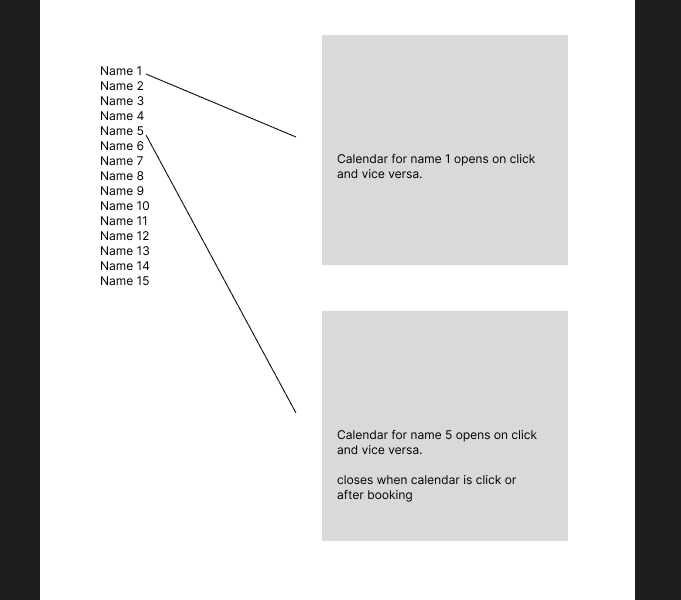 Name 1
Name 2
Name 3
Name 4
Name 5
Name 6
Name 7
Name 8
Name 9
Name 10
Name 11
Name 12
Name 13
Name 14
Name 15
Calendar for name 1 opens on click
and vice versa.
Calendar for name 5 opens on click
and vice versa.
closes when calendar is click or
after booking